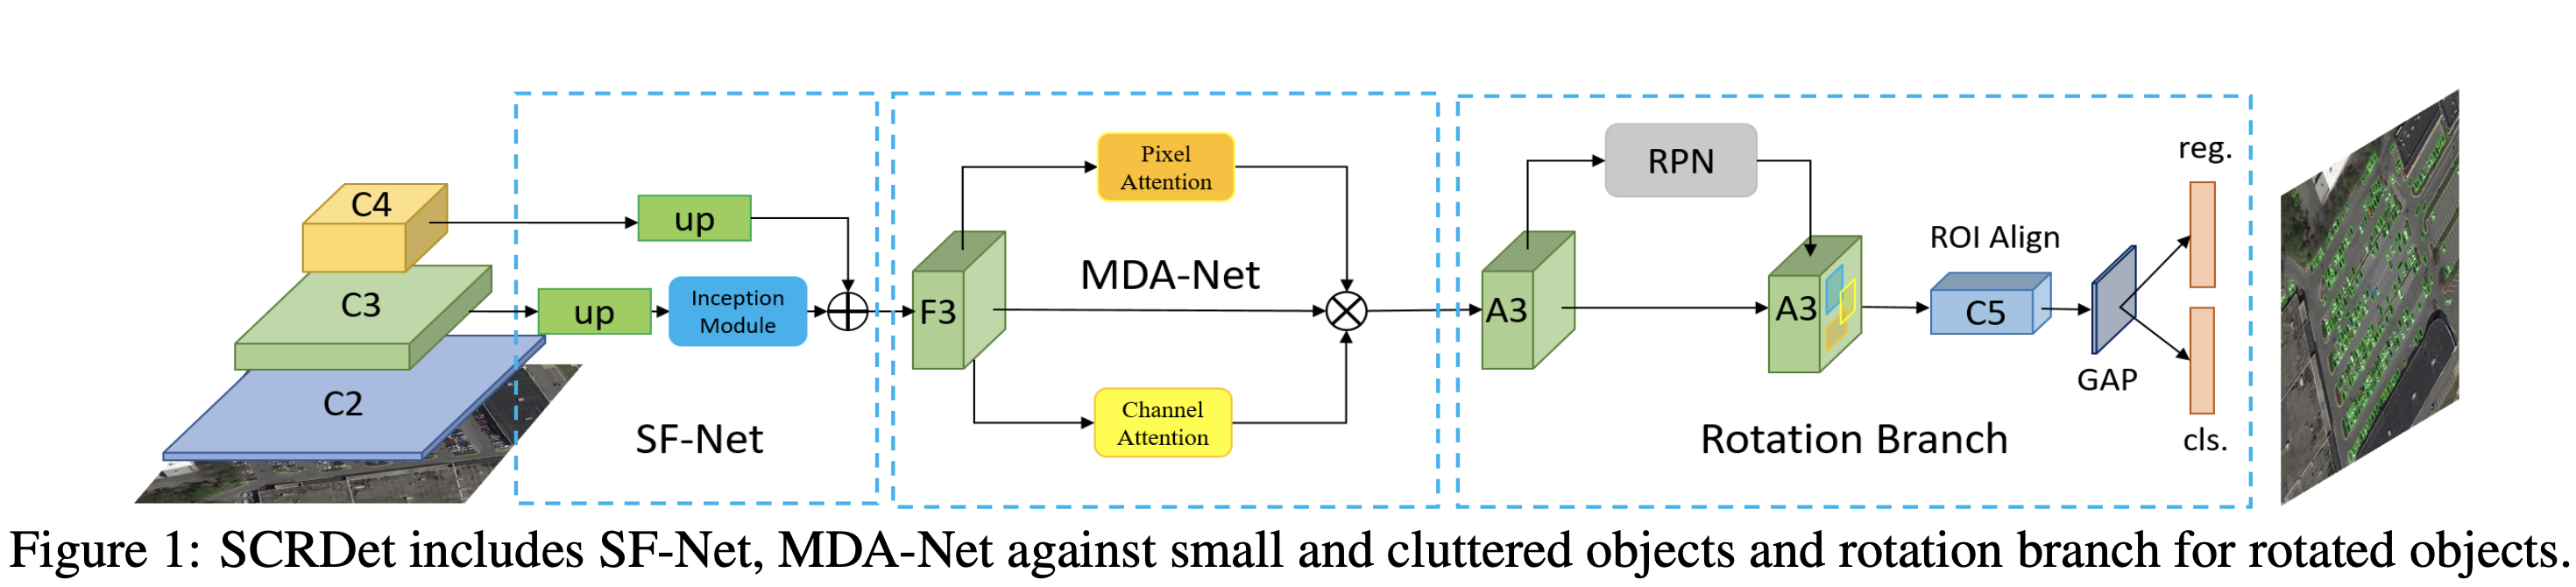 C4
C3
C2
up
up
Inception
Module
SF-Net
F3
Pixel
Attention
MDA-Net
Channel
Attention
A3
RPN
A3
ROI Align
C5
GAP
reg.
cls.
Rotation Branch
Figure 1: SCRDet includes SF-Net, MDA-Net against small and cluttered objects and rotation branch for rotated objects.